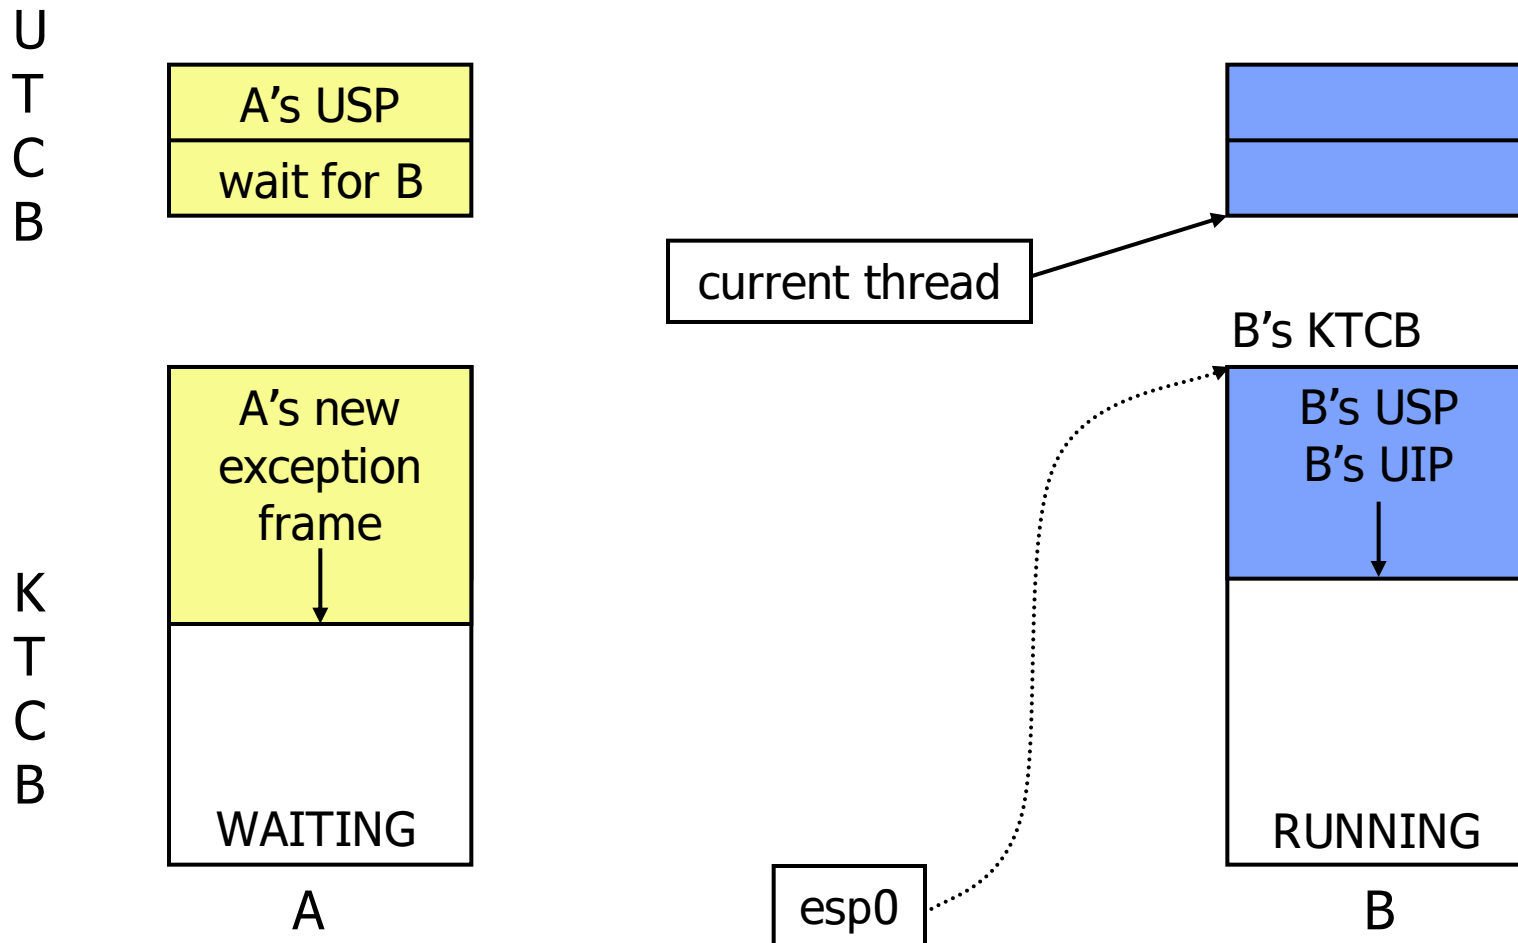 U
T
C
B
A’s USP
wait for B
current thread
B’s KTCB
A’s new
exception
frame
B’s USP
B’s UIP
K
T
C
B
WAITING
RUNNING
A
esp0
B